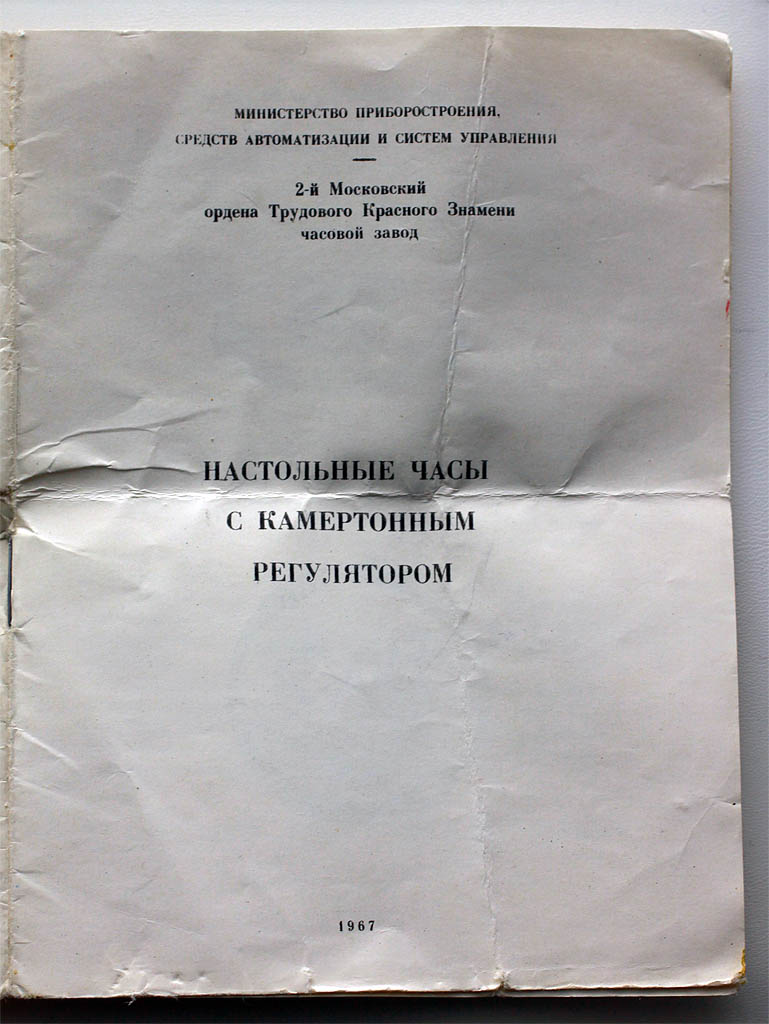 МИНИСТЕРСТВО ПРИБОРОСТРОЕНИЯ,
СРЕДСТВ АВТОМАТИЗАЦИИ И СИСТЕМ УПРАВЛЕНИЯ
2-й Московский
ордена Трудового Красного Знамени
часовой завод
НАСТОЛЬНЫЕ ЧАСЫ
С КАМЕРТОННЫМ
РЕГУЛЯТОРОМ
1967